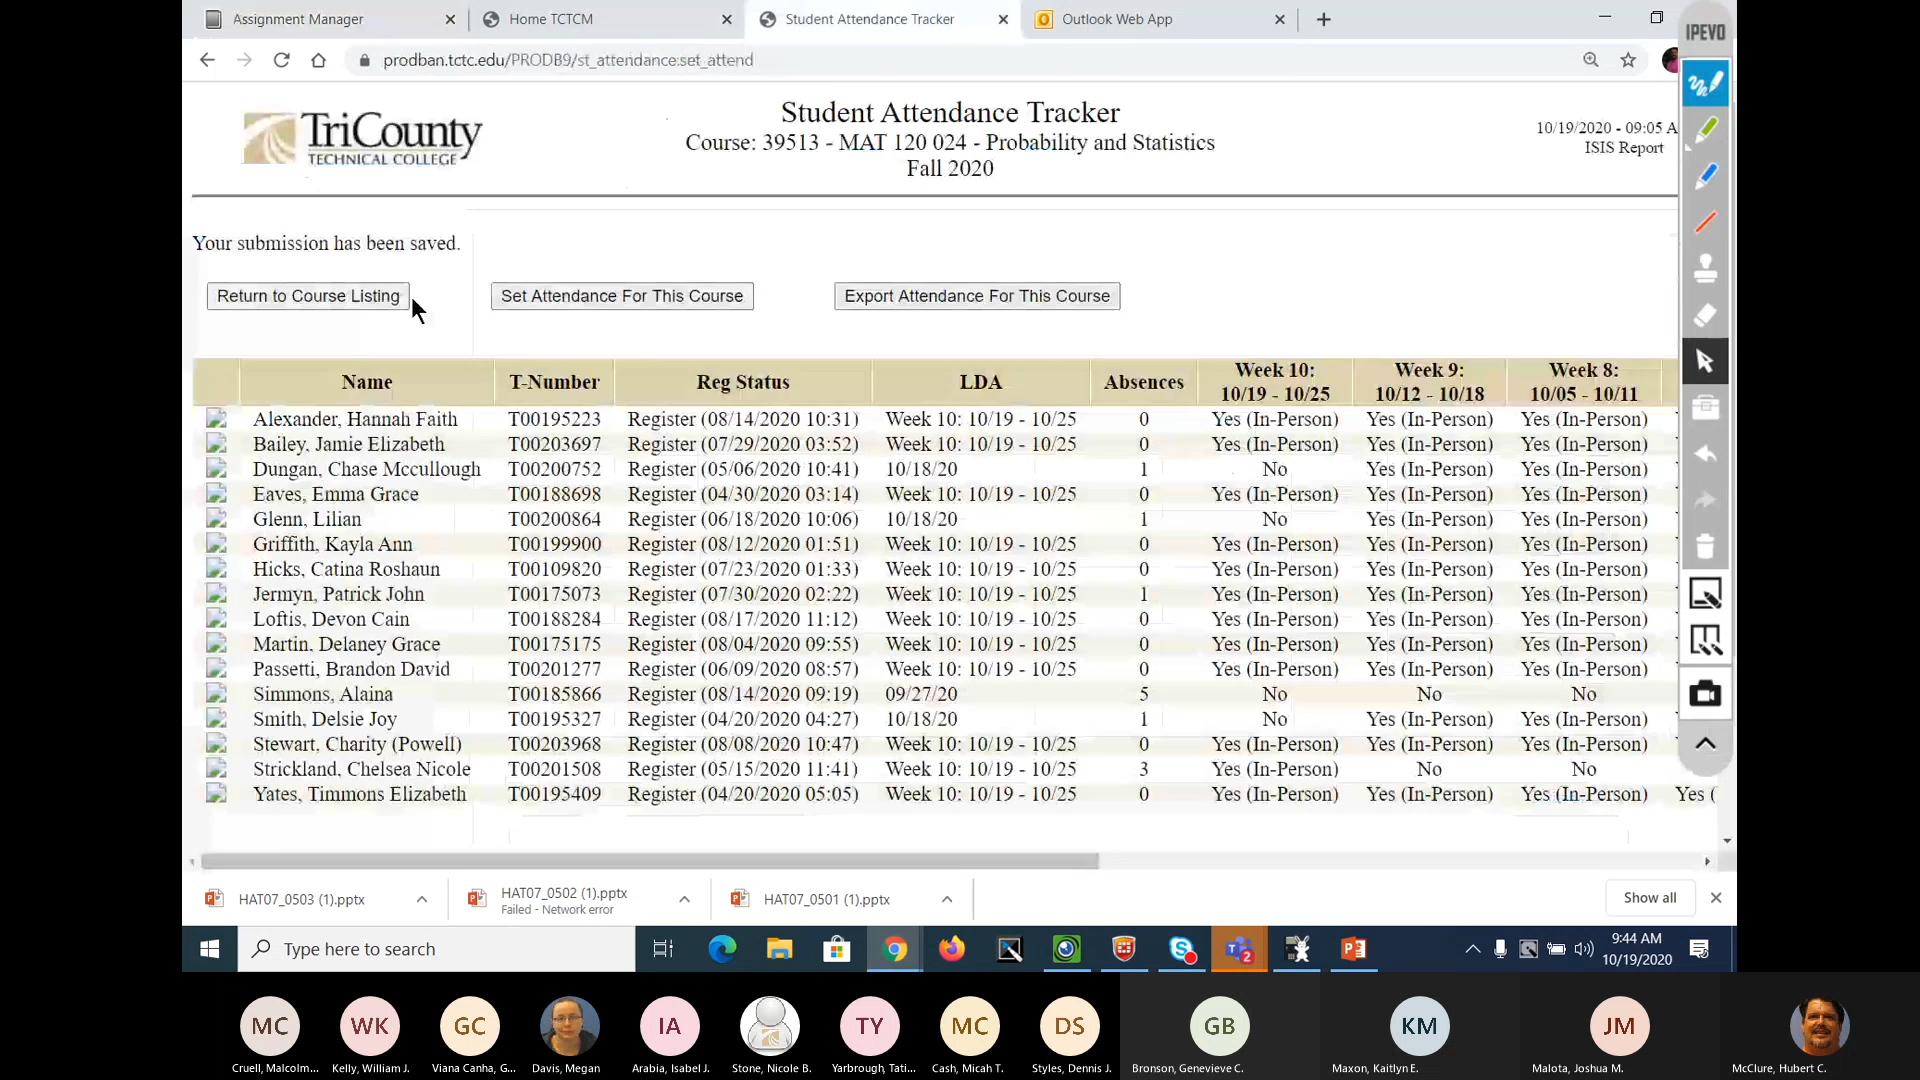 Assignment Manager
Home TCTCM
Student Attendance Tracker
Outlook Web App
IPEVO
prodban.tctc.edu/PRODB9/st_attendance.set_attend
TriCounty
TECHNICAL COLLEGE
Student Attendance Tracker
Course: 39513 - MAT 120 024 - Probability and Statistics
Fall 2020
10/19/2020 - 09:05 A
ISIS Report
Your submission has been saved.
Return to Course Listing
Set Attendance For This Course
Export Attendance For This Course
Name T-Number Reg Status LDA Absences Week 10: 10/19 - 10/25 Week 9: 10/12 - 10/18 Week 8: 10/05 - 10/11
Alexander, Hannah Faith T00195223 Register (08/14/2020 10:31) Week 10: 10/19 - 10/25 0 Yes (In-Person) Yes (In-Person) Yes (In-Person)
Bailey, Jamie Elizabeth T00203697 Register (07/29/2020 03:52) Week 10: 10/19 - 10/25 0 Yes (In-Person) Yes (In-Person) Yes (In-Person)
Dungan, Chase Mccullough T00200752 Register (05/06/2020 10:41) 10/18/20 1 No Yes (In-Person) Yes (In-Person)
Eaves, Emma Grace T00188698 Register (04/30/2020 03:14) Week 10: 10/19 - 10/25 0 Yes (In-Person) Yes (In-Person) Yes (In-Person)
Glenn, Lilian T00200864 Register (06/18/2020 10:06) 10/18/20 1 No Yes (In-Person) Yes (In-Person)
Griffith, Kayla Ann T00199900 Register (08/12/2020 01:51) Week 10: 10/19 - 10/25 0 Yes (In-Person) Yes (In-Person) Yes (In-Person)
Hicks, Catina Roshaun T00109820 Register (07/23/2020 01:33) Week 10: 10/19 - 10/25 0 Yes (In-Person) Yes (In-Person) Yes (In-Person)
Jermyn, Patrick John T00175073 Register (07/30/2020 02:22) Week 10: 10/19 - 10/25 1 Yes (In-Person) Yes (In-Person) Yes (In-Person)
Loftis, Devon Cain T00188284 Register (08/17/2020 11:12) Week 10: 10/19 - 10/25 0 Yes (In-Person) Yes (In-Person) Yes (In-Person)
Martin, Delaney Grace T00175175 Register (08/04/2020 09:55) Week 10: 10/19 - 10/25 0 Yes (In-Person) Yes (In-Person) Yes (In-Person)
Passetti, Brandon David T00201277 Register (06/09/2020 08:57) Week 10: 10/19 - 10/25 0 Yes (In-Person) Yes (In-Person) Yes (In-Person)
Simmons, Alaina T00185866 Register (08/14/2020 09:19) 09/27/20 5 No No No
Smith, Delsie Joy T00195327 Register (04/20/2020 04:27) 10/18/20 1 No Yes (In-Person) Yes (In-Person)
Stewart, Charity (Powell) T00203968 Register (08/08/2020 10:47) Week 10: 10/19 - 10/25 0 Yes (In-Person) Yes (In-Person) Yes (In-Person)
Strickland, Chelsea Nicole T00201508 Register (05/15/2020 11:41) Week 10: 10/19 - 10/25 3 Yes (In-Person) No No
Yates, Timmons Elizabeth T00195409 Register (04/20/2020 05:05) Week 10: 10/19 - 10/25 0 Yes (In-Person) Yes (In-Person) Yes (In-Person) Yes (
HAT07_0503 (1).pptx
HAT07_0502 (1).pptx
Failed - Network error
HAT07_0501 (1).pptx
Show all
Type here to search
2
9:44 AM
10/19/2020
MC WK GC IA TY MC DS GB KM JM
Cruell, Malcolm... Kelly, William J. Viana Canha, G... Davis, Megan Arabia, Isabel J. Stone, Nicole B. Yarbrough, Tati... Cash, Micah T. Styles, Dennis J. Bronson, Genevieve C. Maxon, Kaitlyn E. Malota, Joshua M. McClure, Hubert C.